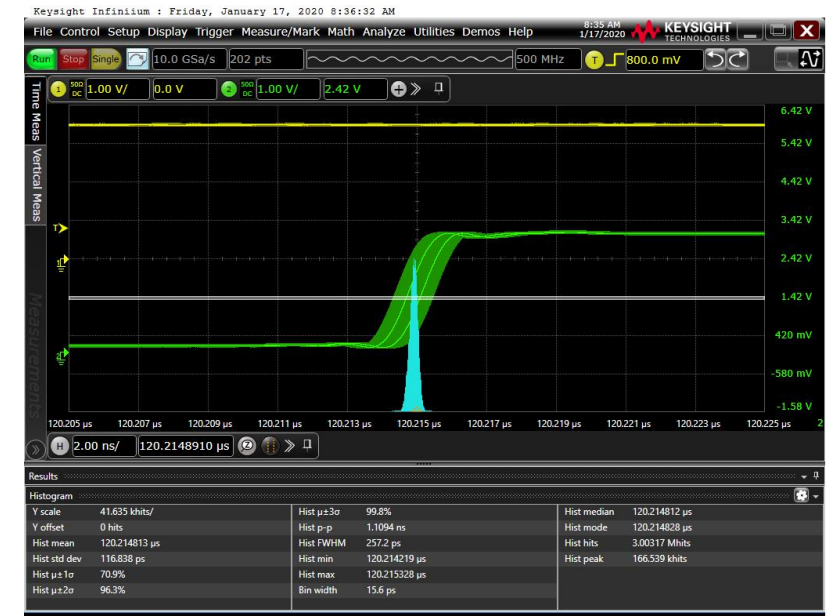 Keysight Infiniium : Friday, January 17, 2020 8:36:32 AM
File Control Setup Display Trigger Measure/Mark Math Analyze Utilities Demos Help 8:35 AM 1/17/2020 KEYSIGHT TECHNOLOGIES
Run Stop Single 10.0 GSa/s 202 pts 500 MHz T 800.0 mV
1 50Ω DC 1.00 V/ 0.0 V 2 50Ω DC 1.00 V/ 2.42 V
Time Meas
Vertical Meas
Measurements
6.42 V
5.42 V
4.42 V
3.42 V
T
2.42 V
1.42 V
420 mV
-580 mV
-1.58 V
120.205 µs 120.207 µs 120.209 µs 120.211 µs 120.213 µs 120.215 µs 120.217 µs 120.219 µs 120.221 µs 120.223 µs 120.225 µs 2
H 2.00 ns/ 120.2148910 µs Z
Results
Histogram
Y scale 41.635 khits/ Hist µ±3σ 99.8% Hist median 120.214812 µs
Y offset 0 hits Hist p-p 1.1094 ns Hist mode 120.214828 µs
Hist mean 120.214813 µs Hist FWHM 257.2 ps Hist hits 3.00317 Mhits
Hist std dev 116.838 ps Hist min 120.214219 µs Hist peak 166.539 khits
Hist µ±1σ 70.9% Hist max 120.215328 µs
Hist µ±2σ 96.3% Bin width 15.6 ps